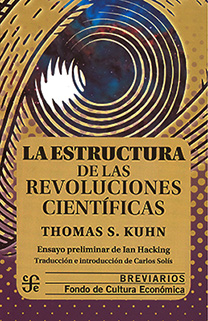 LA ESTRUCTURA
DE LAS
REVOLUCIONES
CIENTÍFICAS
THOMAS S. KUHN
Ensayo preliminar de Ian Hacking
Traducción e introducción de Carlos Solís
BREVIARIOS
Fondo de Cultura Económica